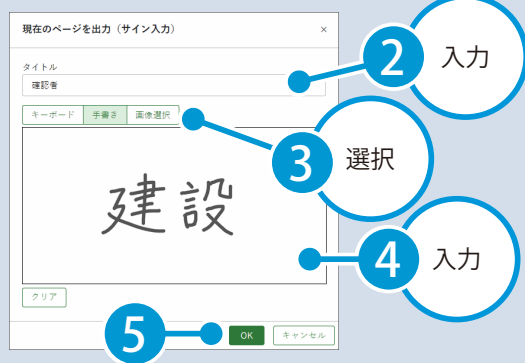 現在のページを出力（サイン入力） ×
タイトル
確認者
2 入力
キーボード 手書き 画像選択
3 選択
建設
4 入力
クリア
5 OK キャンセル